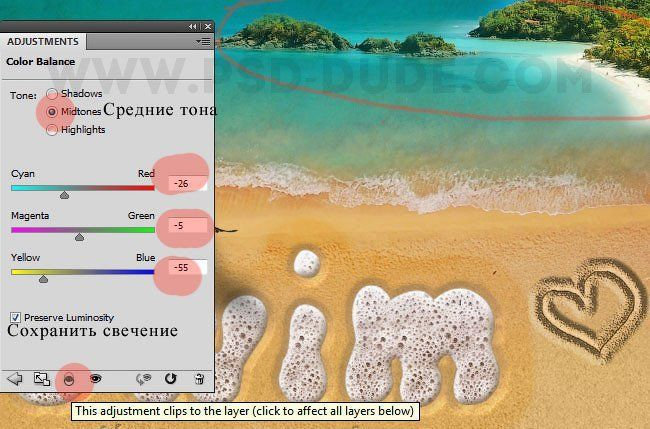 ADJUSTMENTS
Color Balance
WWW.PSD-DUDE.COM
Tone:
Shadows
Midtones Средние тона
Highlights
Cyan Red -26
Magenta Green -5
Yellow Blue -55
Preserve Luminosity
Сохранить свечение
This adjustment clips to the layer (click to affect all layers below)